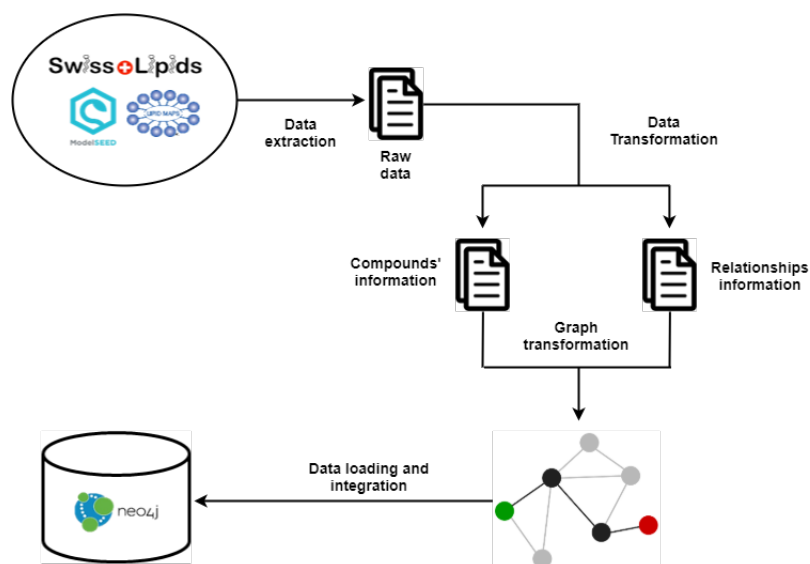 SwissLipids
ModelSEED
LIPID MAPS
Data
extraction
Raw
data
Data
Transformation
Compounds'
information
Relationships
information
Graph
transformation
Data loading and
integration
neo4j